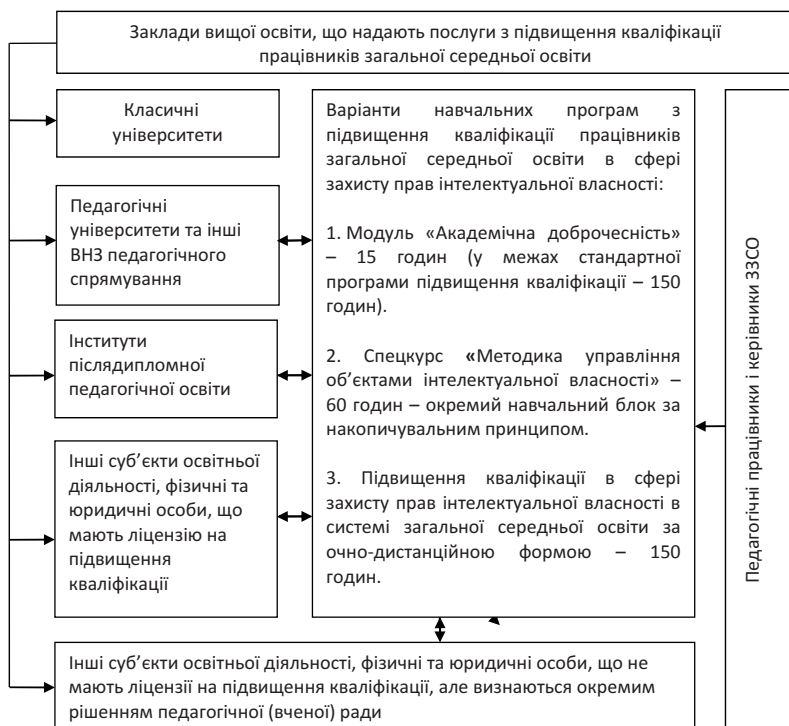 Заклади вищої освіти, що надають послуги з підвищення кваліфікації
працівників загальної середньої освіти
Класичні
університети
Педагогічні
університети та інші
ВНЗ педагогічного
спрямування
Інститути
післядипломної
педагогічної освіти
Інші суб’єкти освітньої
діяльності, фізичні та
юридичні особи, що
мають ліцензію на
підвищення
кваліфікації
Варіанти навчальних програм з
підвищення кваліфікації працівників
загальної середньої освіти в сфері
захисту прав інтелектуальної власності:
1. Модуль «Академічна доброчесність»
– 15 годин (у межах стандартної
програми підвищення кваліфікації – 150
годин).
2. Спецкурс «Методика управління
об’єктами інтелектуальної власності» –
60 годин – окремий навчальний блок за
накопичувальним принципом.
3. Підвищення кваліфікації в сфері
захисту прав інтелектуальної власності в
системі загальної середньої освіти за
очно-дистанційною формою – 150
годин.
Педагогічні працівники і керівники ЗЗСО
Інші суб’єкти освітньої діяльності, фізичні та юридичні особи, що не
мають ліцензії на підвищення кваліфікації, але визнаються окремим
рішенням педагогічної (вченої) ради